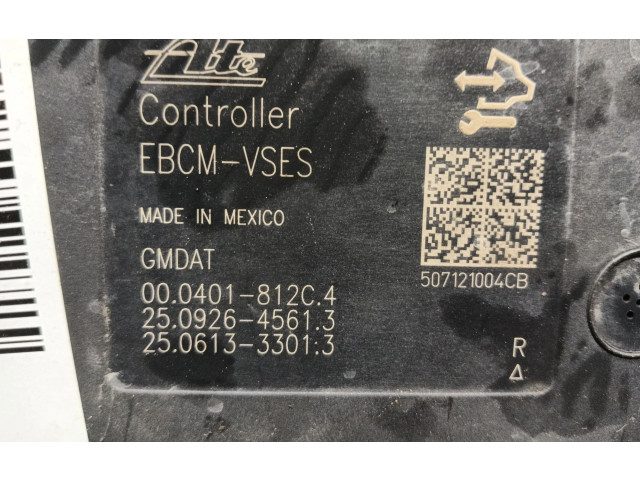 Ate
Controller
EBCM-VSES
MADE IN MEXICO
GMDAT
507121004CB
00.0401-812C.4
25.0926-4561.3
25.0613-3301.3
R